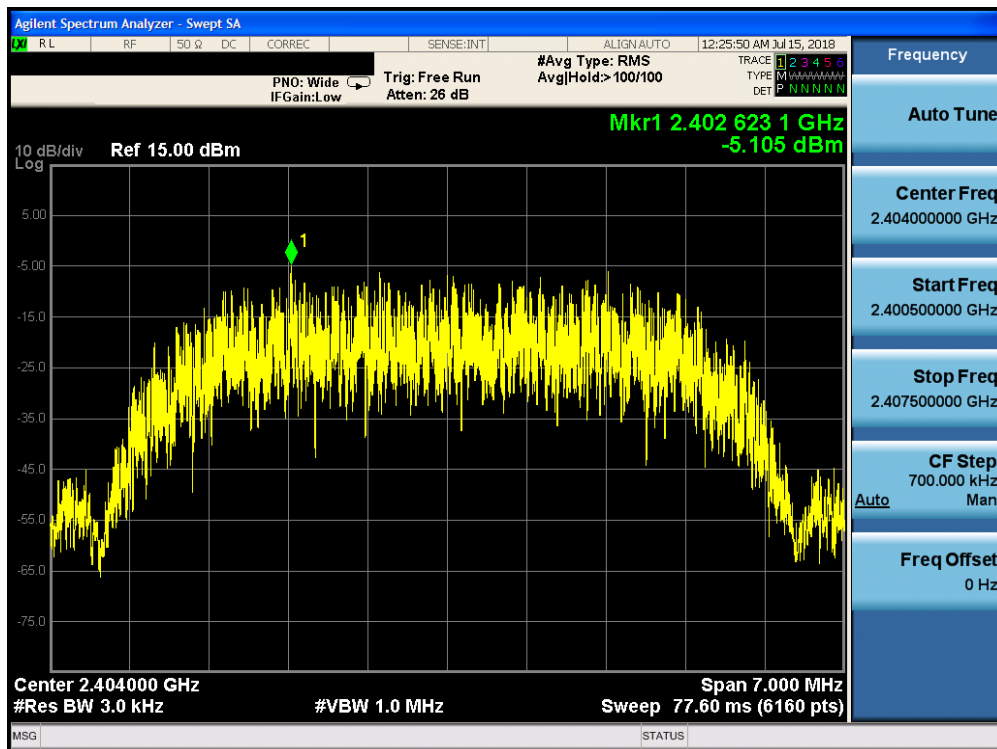 Agilent Spectrum Analyzer - Swept SA
LXI RL RF 50 Ω DC CORREC SENSE:INT ALIGN AUTO 12:25:50 AM Jul 15, 2018
Frequency
PNO: Wide
IFGain:Low
Trig: Free Run
Atten: 26 dB
#Avg Type: RMS
Avg|Hold:>100/100
TRACE 1 2 3 4 5 6
TYPE M WWWWW
DET P N N N N N
Auto Tune
Mkr1 2.402 623 1 GHz
-5.105 dBm
10 dB/div
Log
Ref 15.00 dBm
5.00
-5.00
-15.0
-25.0
-35.0
-45.0
-55.0
-65.0
-75.0
1
Center Freq
2.404000000 GHz
Start Freq
2.400500000 GHz
Stop Freq
2.407500000 GHz
CF Step
700.000 kHz
Auto Man
Freq Offset
0 Hz
Center 2.404000 GHz
Span 7.000 MHz
#Res BW 3.0 kHz
#VBW 1.0 MHz
Sweep 77.60 ms (6160 pts)
MSG
STATUS